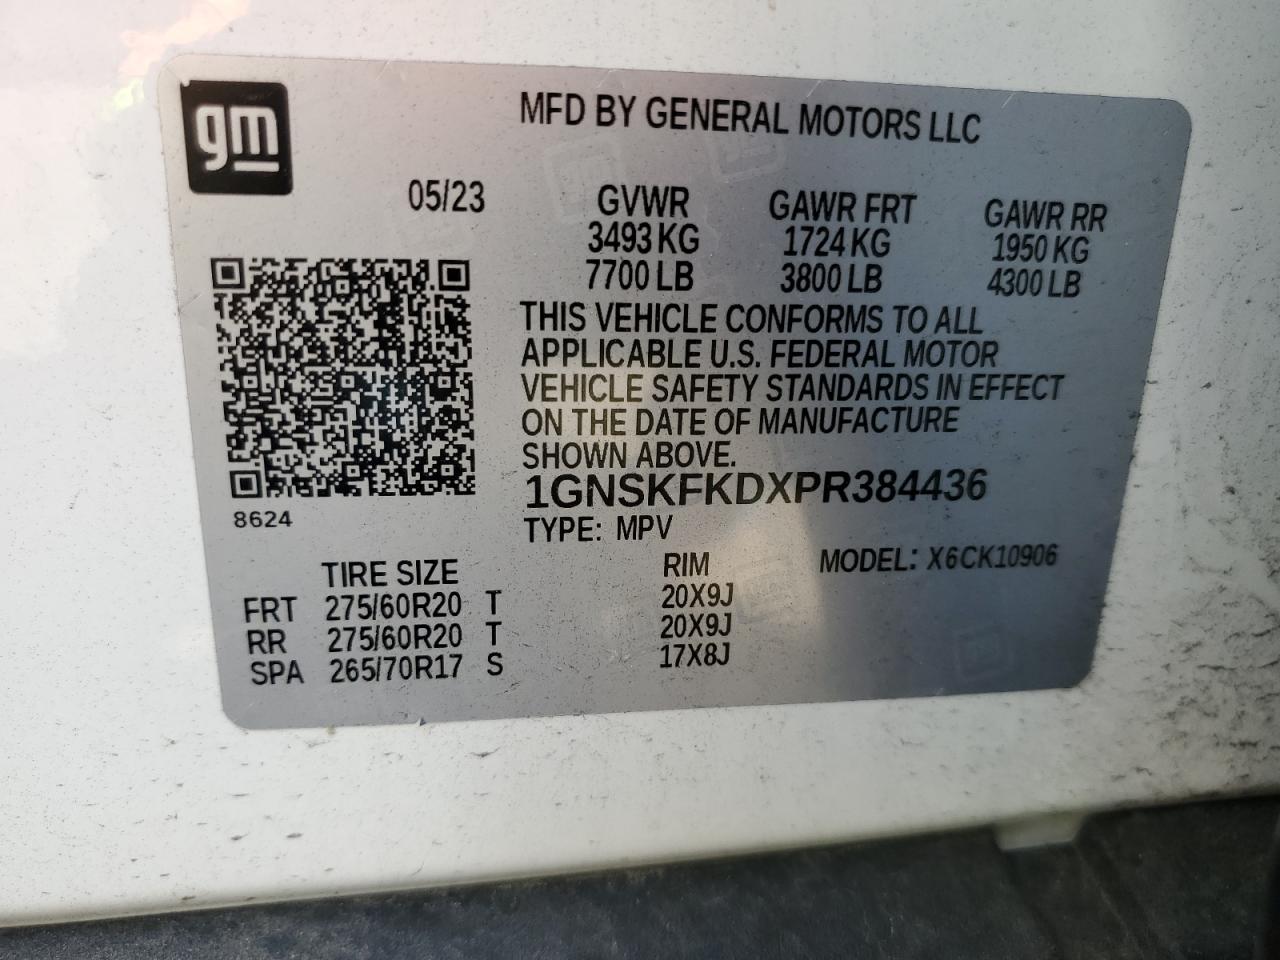 gm
MFD BY GENERAL MOTORS LLC
05/23 GVWR GAWR FRT GAWR RR
3493 KG 1724 KG 1950 KG
7700 LB 3800 LB 4300 LB
THIS VEHICLE CONFORMS TO ALL
APPLICABLE U.S. FEDERAL MOTOR
VEHICLE SAFETY STANDARDS IN EFFECT
ON THE DATE OF MANUFACTURE
SHOWN ABOVE.
1GNSKFKDXPR384436
8624
TYPE: MPV
TIRE SIZE RIM MODEL: X6CK10906
FRT 275/60R20 T 20X9J
RR 275/60R20 T 20X9J
SPA 265/70R17 S 17X8J